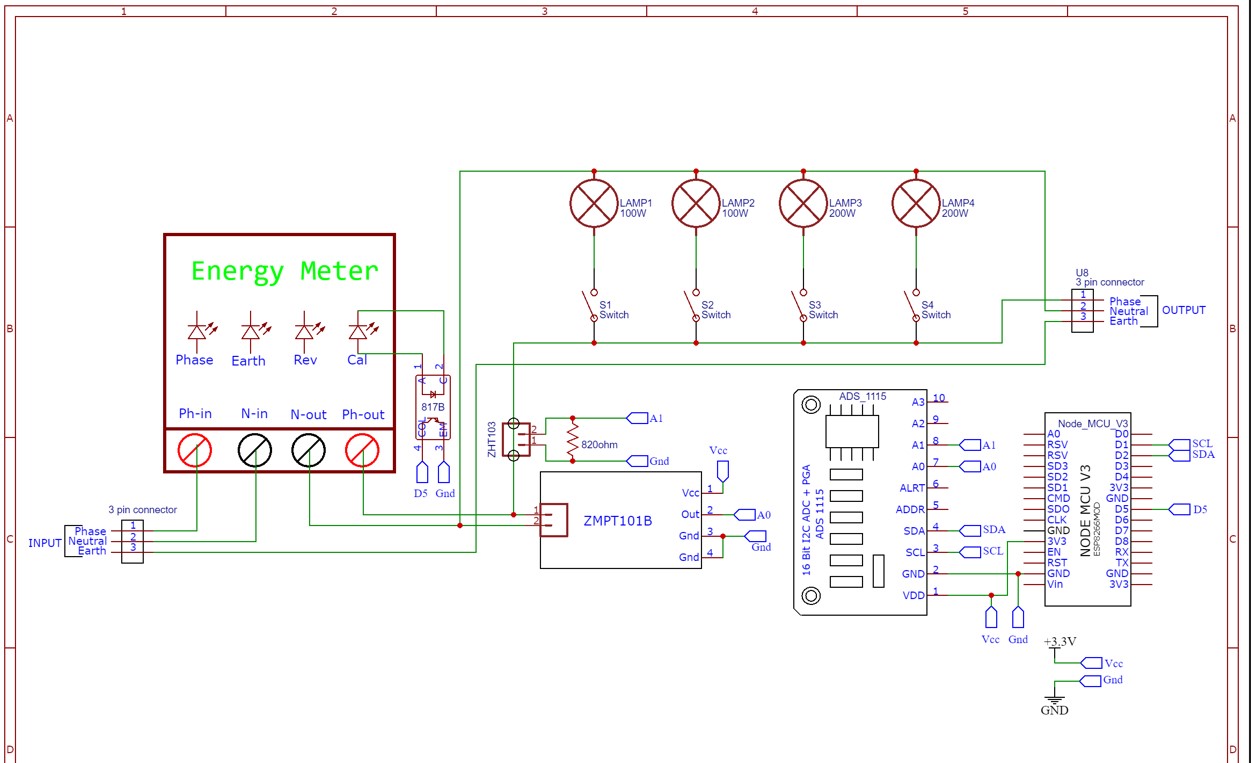 1
2
3
4
5
A
A
B
B
C
C
D
D
Energy Meter
Phase
Earth
Rev
Cal
Ph-in
N-in
N-out
Ph-out
1
2
A
C
817B
COL
EM
4
3
D5
Gnd
3 pin connector
INPUT
Phase
Neutral
Earth
1
2
3
LAMP1
100W
LAMP2
100W
LAMP3
200W
LAMP4
200W
S1
Switch
S2
Switch
S3
Switch
S4
Switch
U8
3 pin connector
1
2
3
Phase
Neutral
Earth
OUTPUT
ZHT103
2
1
820ohm
A1
Gnd
ZMPT101B
1
2
Vcc
1
Out
2
Gnd
3
Gnd
4
Vcc
A0
Gnd
ADS_1115
16 Bit I2C ADC + PGA
ADS 1115
A3
10
A2
9
A1
8
A1
A0
7
A0
ALRT
6
ADDR
5
SDA
4
SDA
SCL
3
SCL
GND
2
VDD
1
Vcc
Gnd
Node_MCU_V3
NODE MCU V3
ESP8266MOD
A0
RSV
RSV
SD3
SD2
SD1
CMD
SDO
CLK
GND
3V3
EN
RST
GND
Vin
D0
D1
D2
D3
D4
3V3
GND
D5
D6
D7
D8
RX
TX
GND
3V3
SCL
SDA
D5
+3.3V
Vcc
Gnd
GND